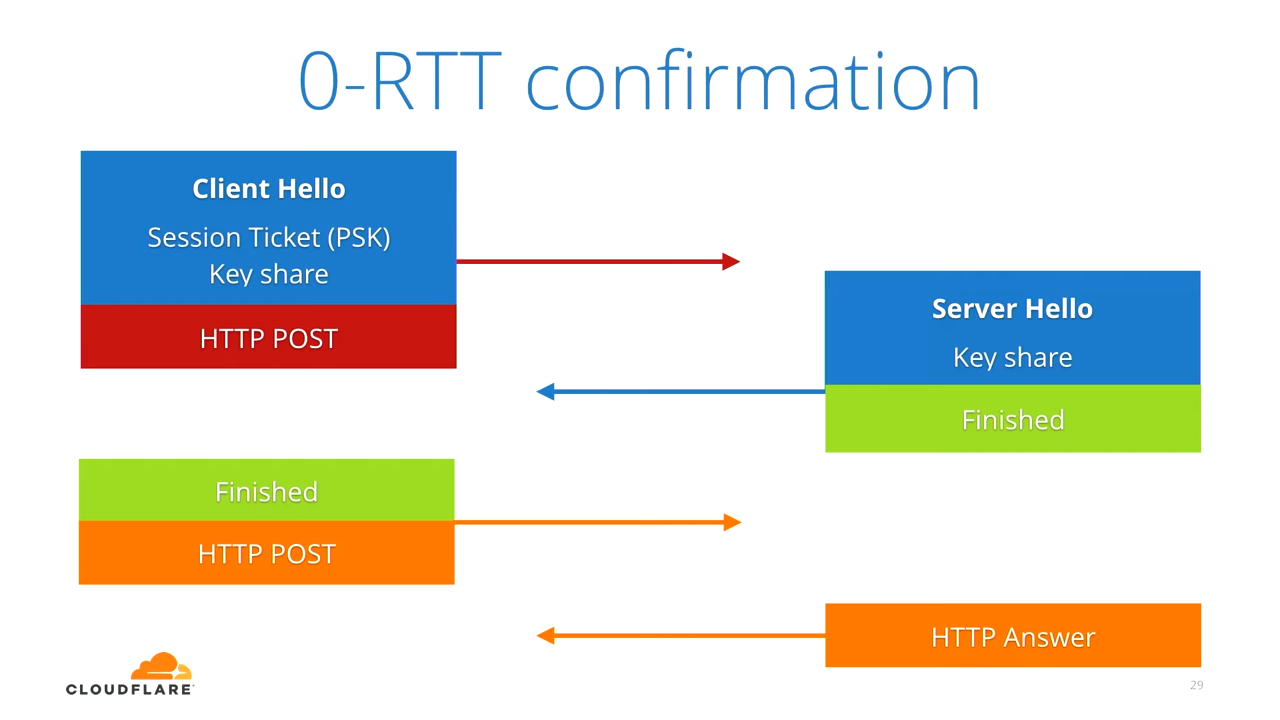 0-RTT confirmation
Client Hello
Session Ticket (PSK)
Key share
HTTP POST
Server Hello
Key share
Finished
Finished
HTTP POST
HTTP Answer
CLOUDFLARE
29